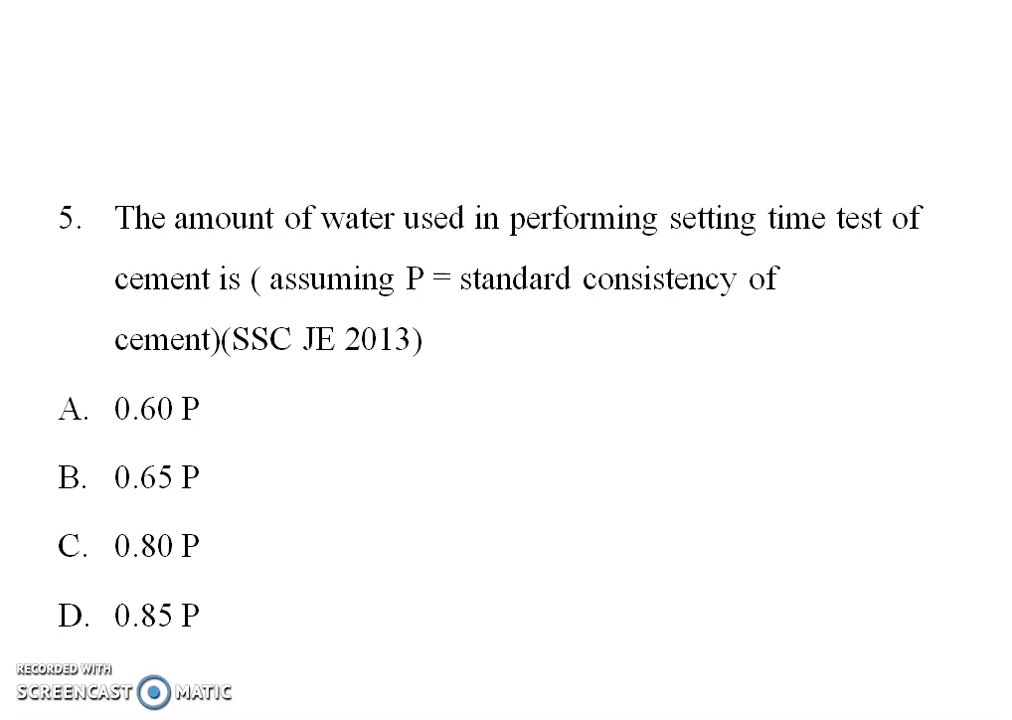 5. The amount of water used in performing setting time test of
cement is ( assuming P = standard consistency of
cement)(SSC JE 2013)
A. 0.60 P
B. 0.65 P
C. 0.80 P
D. 0.85 P
RECORDED WITH
SCREENCAST MATIC